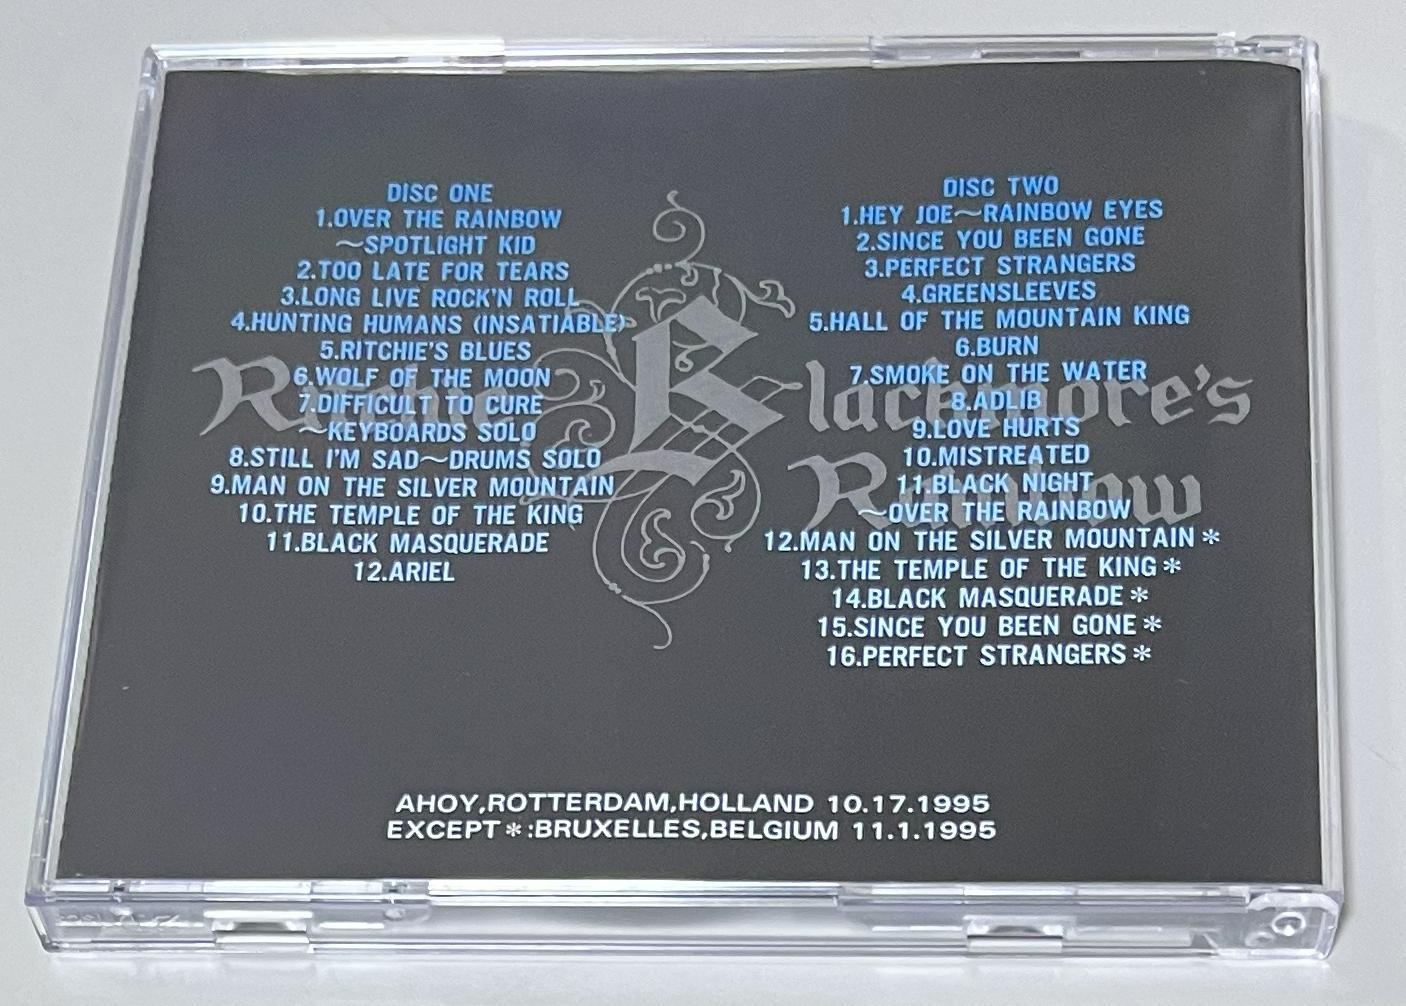 DISC ONE
1.OVER THE RAINBOW
~SPOTLIGHT KID
2.TOO LATE FOR TEARS
3.LONG LIVE ROCK'N ROLL
4.HUNTING HUMANS (INSATIABLE)
5.RITCHIE'S BLUES
6.WOLF OF THE MOON
7.DIFFICULT TO CURE
~KEYBOARDS SOLO
8.STILL I'M SAD~DRUMS SOLO
9.MAN ON THE SILVER MOUNTAIN
10.THE TEMPLE OF THE KING
11.BLACK MASQUERADE
12.ARIEL
DISC TWO
1.HEY JOE~RAINBOW EYES
2.SINCE YOU BEEN GONE
3.PERFECT STRANGERS
4.GREENSLEEVES
5.HALL OF THE MOUNTAIN KING
6.BURN
7.SMOKE ON THE WATER
8.ADLIB
9.LOVE HURTS
10.MISTREATED
11.BLACK NIGHT
~OVER THE RAINBOW
12.MAN ON THE SILVER MOUNTAIN*
13.THE TEMPLE OF THE KING*
14.BLACK MASQUERADE*
15.SINCE YOU BEEN GONE*
16.PERFECT STRANGERS*
Ritchie Blackmore's
Rainbow
AHOY,ROTTERDAM,HOLLAND 10.17.1995
EXCEPT*:BRUXELLES,BELGIUM 11.1.1995